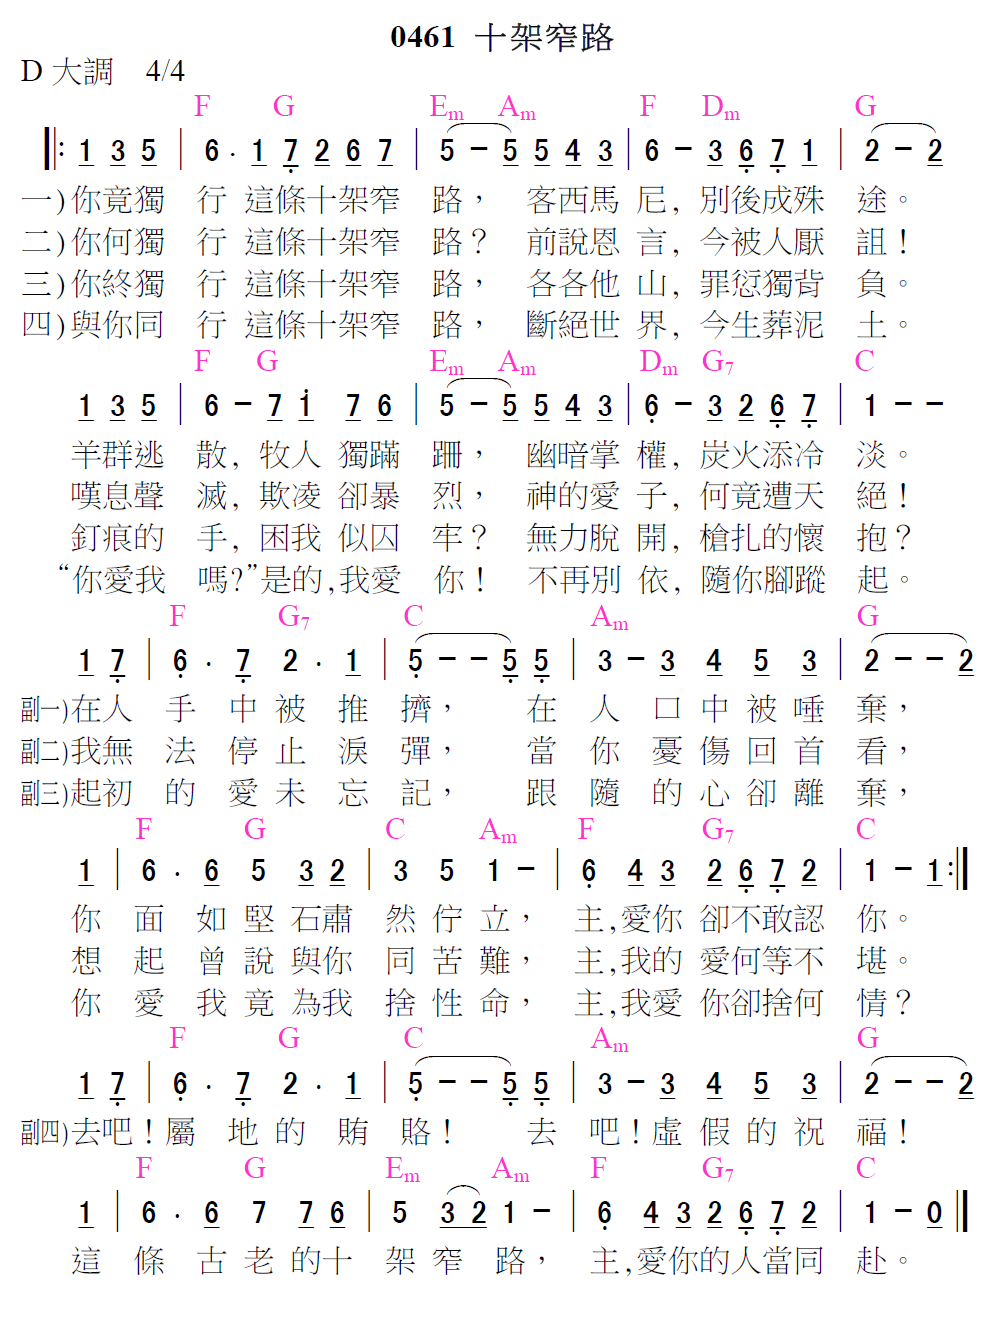 0461 十架窄路
D 大調 4/4
F G Em Am F Dm G
‖: 1 3 5 | 6 . 1 7 2 6 7 | 5 － 5 5 4 3 | 6 － 3 6 7 1 | 2 － 2
一)你竟獨 行 這條十架窄 路， 客西馬 尼, 別後成殊 途。
二)你何獨 行 這條十架窄 路？ 前說恩 言, 今被人厭 詛！
三)你終獨 行 這條十架窄 路， 各各他 山, 罪愆獨背 負。
四)與你同 行 這條十架窄 路， 斷絕世 界, 今生葬泥 土。
F G Em Am Dm G7 C
1 3 5 | 6 － 7 1 7 6 | 5 － 5 5 4 3 | 6 － 3 2 6 7 | 1 － －
羊群逃 散, 牧人 獨蹣 跚， 幽暗掌 權, 炭火添冷 淡。
嘆息聲 滅, 欺凌 卻暴 烈， 神的愛 子, 何竟遭天 絕！
釘痕的 手, 困我 似囚 牢？ 無力脫 開, 槍扎的懷 抱？
“你愛我 嗎?”是的,我愛 你！ 不再別 依, 隨你腳蹤 起。
F G7 C Am G
1 7 | 6 . 7 2 . 1 | 5 － － 5 5 | 3 － 3 4 5 3 | 2 － － 2
副一)在人 手 中 被 推 擠， 在 人 口 中 被 唾 棄，
副二)我無 法 停 止 淚 彈， 當 你 憂 傷 回 首 看，
副三)起初 的 愛 未 忘 記， 跟 隨 的 心 卻 離 棄，
F G C Am F G7 C
1 | 6 . 6 5 3 2 | 3 5 1 － | 6 4 3 2 6 7 2 | 1 － 1 :‖
你 面 如 堅 石肅 然 佇 立， 主,愛你 卻不敢認 你。
想 起 曾 說 與你 同 苦 難， 主,我的 愛何等不 堪。
你 愛 我 竟 為我 捨 性 命， 主,我愛 你卻捨何 情？
F G C Am G
1 7 | 6 . 7 2 . 1 | 5 － － 5 5 | 3 － 3 4 5 3 | 2 － － 2
副四)去吧！屬 地 的 賄 賂！ 去 吧！虛 假 的 祝 福！
F G Em Am F G7 C
1 | 6 . 6 7 7 6 | 5 3 2 1 － | 6 4 3 2 6 7 2 | 1 － 0 ‖
這 條 古 老 的十 架 窄 路， 主,愛你的人當同 赴。